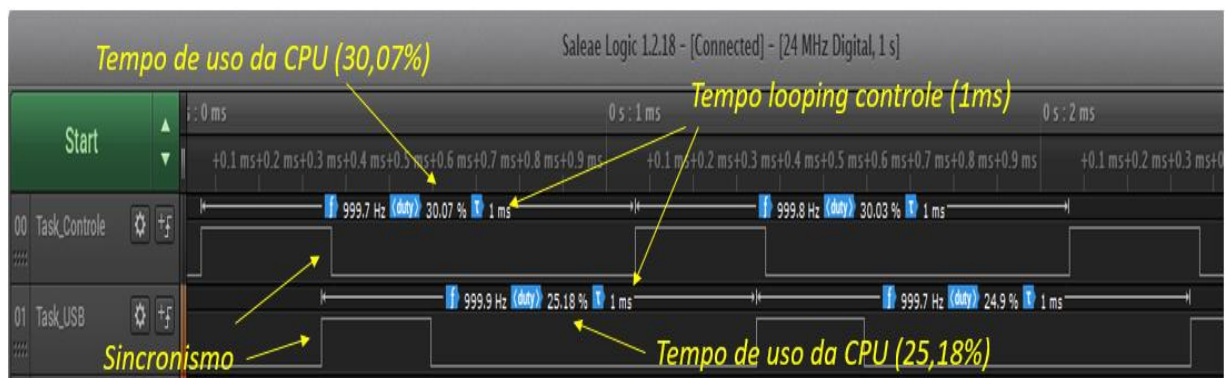 Saleae Logic 1.2.18 - [Connected] - [24 MHz Digital, 1 s]
Tempo de uso da CPU (30,07%)
Tempo looping controle (1ms)
Start
s : 0 ms
0 s : 1 ms
0 s : 2 ms
+0.1 ms +0.2 ms +0.3 ms +0.4 ms +0.5 ms +0.6 ms +0.7 ms +0.8 ms +0.9 ms
+0.1 ms +0.2 ms +0.3 ms +0.4 ms +0.5 ms +0.6 ms +0.7 ms +0.8 ms +0.9 ms
+0.1 ms +0.2 ms +0.3 ms
00 Task_Controle
f 999.7 Hz ⟨duty⟩ 30.07 % T 1 ms
f 999.8 Hz ⟨duty⟩ 30.03 % T 1 ms
01 Task_USB
f 999.9 Hz ⟨duty⟩ 25.18 % T 1 ms
f 999.7 Hz ⟨duty⟩ 24.9 % T 1 ms
Sincronismo
Tempo de uso da CPU (25,18%)